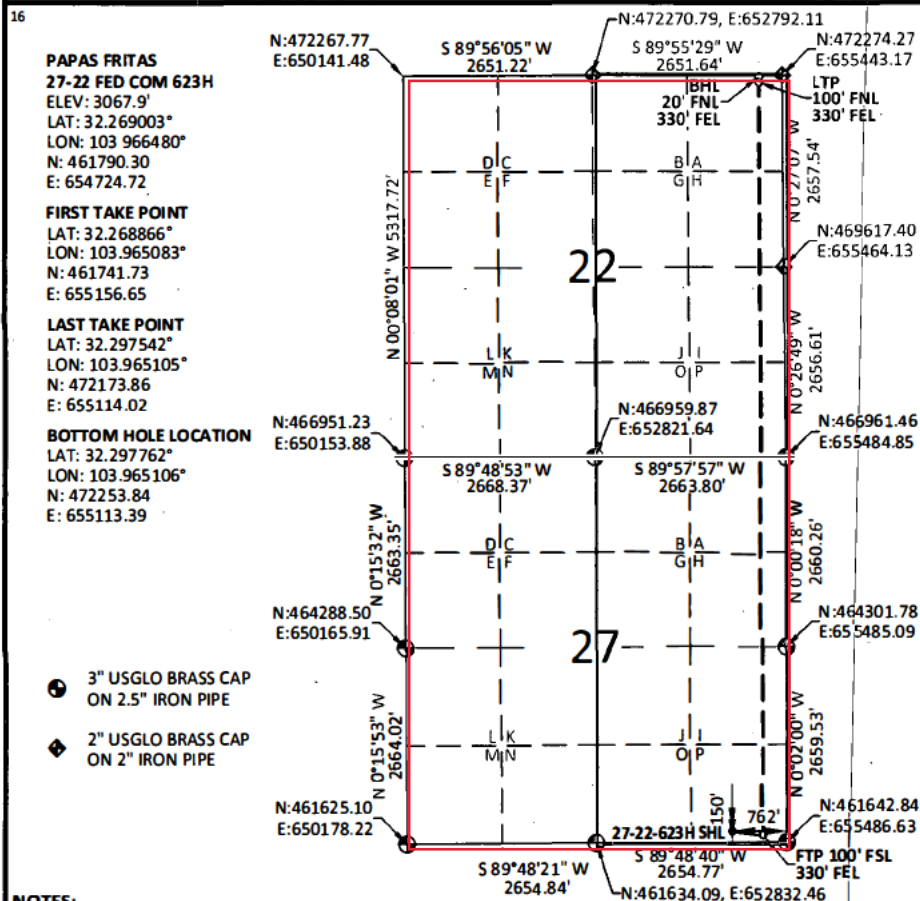 16
PAPAS FRITAS
27-22 FED COM 623H
ELEV: 3067.9'
LAT: 32.269003°
LON: 103 966480°
N: 461790.30
E: 654724.72
FIRST TAKE POINT
LAT: 32.268866°
LON: 103.965083°
N: 461741.73
E: 655156.65
LAST TAKE POINT
LAT: 32.297542°
LON: 103.965105°
N: 472173.86
E: 655114.02
BOTTOM HOLE LOCATION
LAT: 32.297762°
LON: 103.965106°
N: 472253.84
E: 655113.39
3" USGLO BRASS CAP
ON 2.5" IRON PIPE
2" USGLO BRASS CAP
ON 2" IRON PIPE
N:472267.77
E:650141.48
S 89°56'05" W
2651.22'
N:472270.79, E:652792.11
S 89°55'29" W
2651.64'
N:472274.27
E:655443.17
BHL
20' FNL
330' FEL
LTP
100' FNL
330' FEL
N 00°08'01" W 5317.72'
D C
E F
B A
G H
N 0°27'07" W
2657.54'
22
N:469617.40
E:655464.13
L K
M N
J I
O P
N 0°26'49" W
2656.61'
N:466951.23
E:650153.88
N:466959.87
E:652821.64
N:466961.46
E:655484.85
S 89°48'53" W
2668.37'
S 89°57'57" W
2663.80'
N 0°15'32" W
2663.35'
D C
E F
B A
G H
N 0°00'18" W
2660.26'
N:464288.50
E:650165.91
27
N:464301.78
E:655485.09
N 0°15'53" W
2664.02'
L K
M N
J I
O P
N 0°02'00" W
2659.53'
N:461625.10
E:650178.22
150'
762'
27-22-623H SHL
N:461642.84
E:655486.63
S 89°48'21" W
2654.84'
S 89°48'40" W
2654.77'
FTP 100' FSL
330' FEL
N:461634.09, E:652832.46
NOTES: